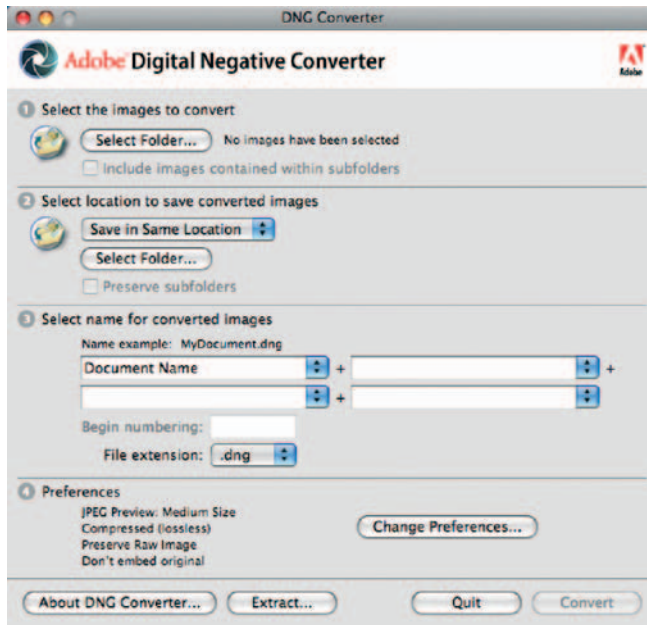 DNG Converter
Adobe Digital Negative Converter
Adobe
1 Select the images to convert
Select Folder... No images have been selected
Include images contained within subfolders
2 Select location to save converted images
Save in Same Location
Select Folder...
Preserve subfolders
3 Select name for converted images
Name example: MyDocument.dng
Document Name + +
+
Begin numbering:
File extension: .dng
4 Preferences
JPEG Preview: Medium Size
Compressed (lossless)
Change Preferences...
Preserve Raw Image
Don't embed original
About DNG Converter... Extract... Quit Convert